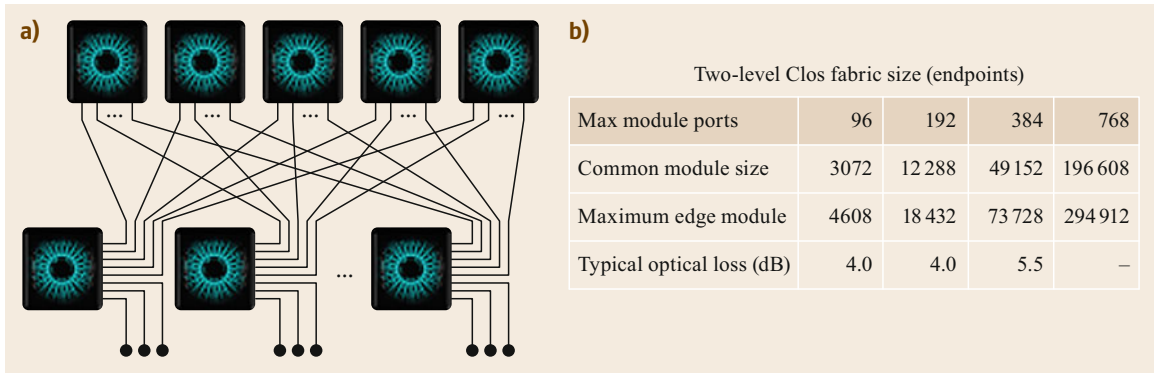 a)
...
...
...
...
...
...
b)
Two-level Clos fabric size (endpoints)
Max module ports 96 192 384 768
Common module size 3072 12 288 49 152 196 608
Maximum edge module 4608 18 432 73 728 294 912
Typical optical loss (dB) 4.0 4.0 5.5 –